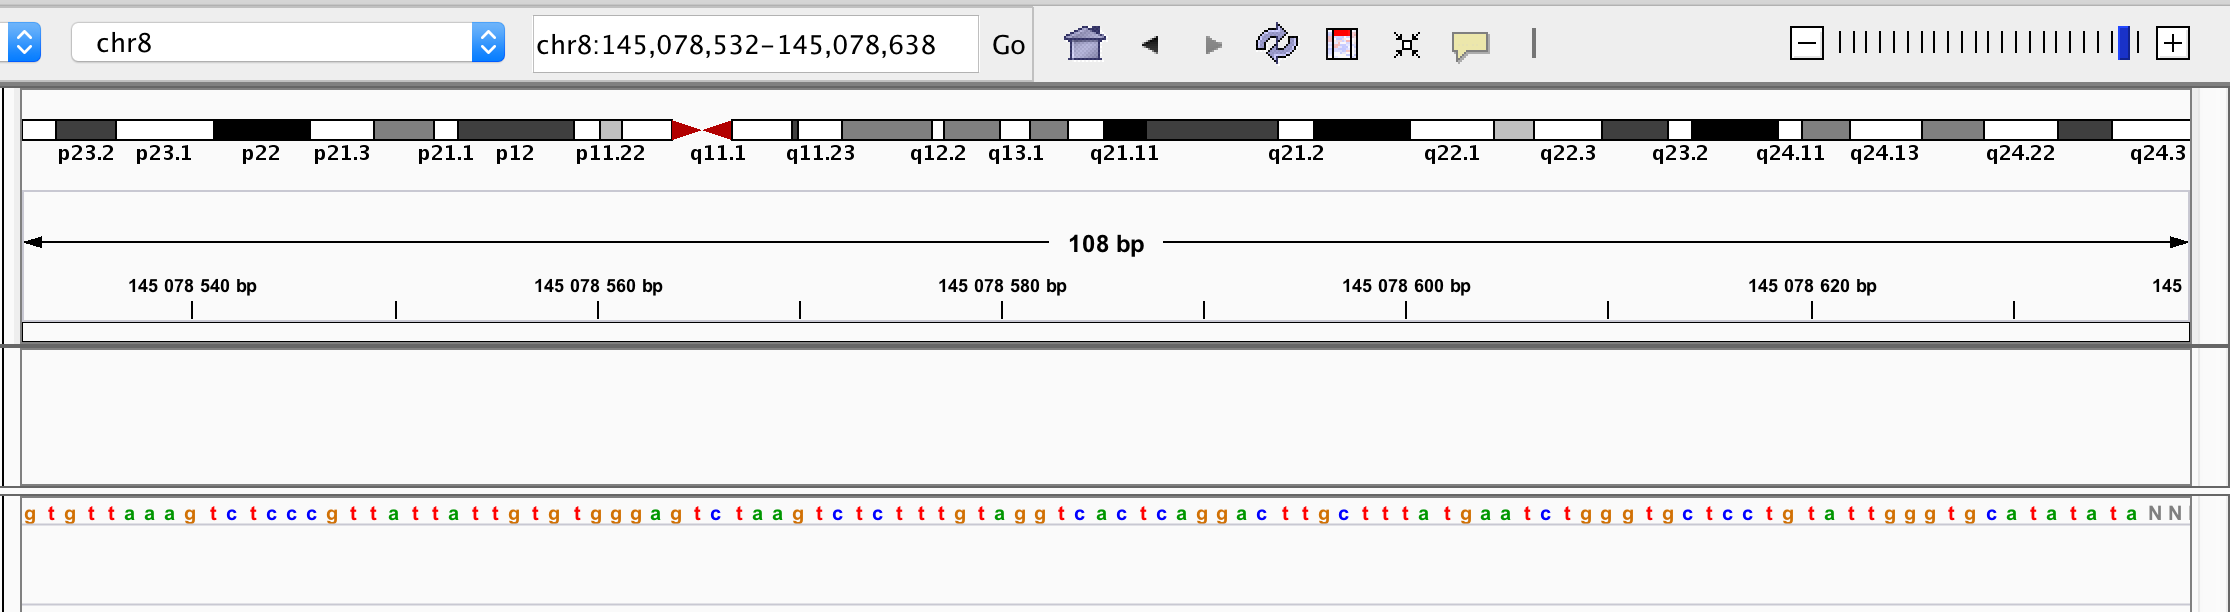 chr8 chr8:145,078,532-145,078,638 Go
p23.2 p23.1 p22 p21.3 p21.1 p12 p11.22 q11.1 q11.23 q12.2 q13.1 q21.11 q21.2 q22.1 q22.3 q23.2 q24.11 q24.13 q24.22 q24.3
108 bp
145 078 540 bp 145 078 560 bp 145 078 580 bp 145 078 600 bp 145 078 620 bp 145
g t g t t a a a g t c t c c c g t t a t t a t t g t g t g g g a g t c t a a g t c t c t t t g t a g g t c a c t c a g g a c t t g c t t t a t g a a t c t g g g t g c t c c t g t a t t g g g t g c a t a t a t a N N